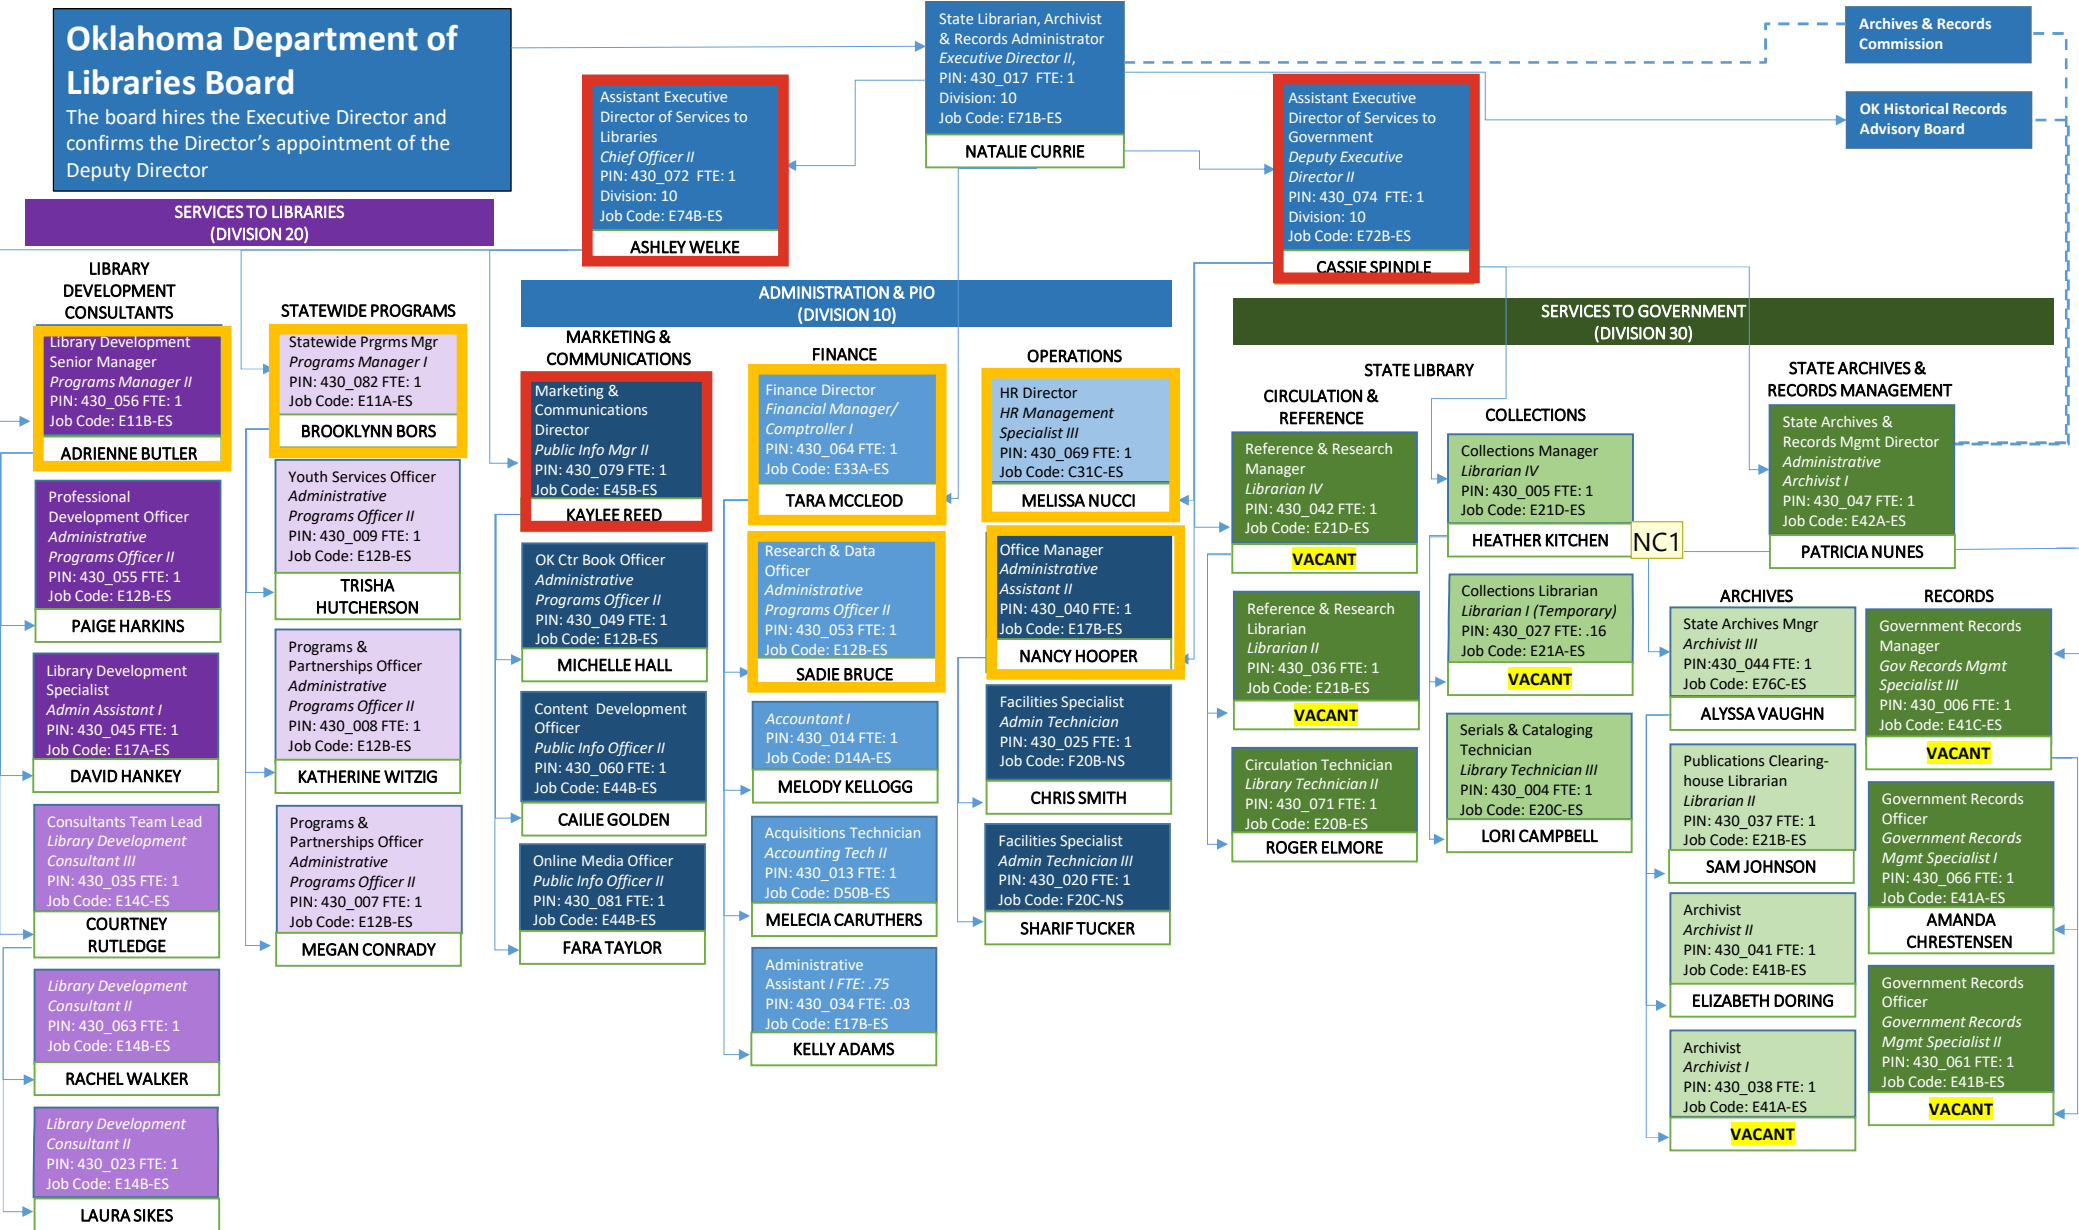 Oklahoma Department of
Libraries Board
The board hires the Executive Director and
confirms the Director's appointment of the
Deputy Director
State Librarian, Archivist
& Records Administrator
Executive Director II,
PIN: 430_017 FTE: 1
Division: 10
Job Code: E71B-ES
NATALIE CURRIE
Archives & Records
Commission
OK Historical Records
Advisory Board
Assistant Executive
Director of Services to
Libraries
Chief Officer II
PIN: 430_072 FTE: 1
Division: 10
Job Code: E74B-ES
ASHLEY WELKE
Assistant Executive
Director of Services to
Government
Deputy Executive
Director II
PIN: 430_074 FTE: 1
Division: 10
Job Code: E72B-ES
CASSIE SPINDLE
SERVICES TO LIBRARIES
(DIVISION 20)
LIBRARY
DEVELOPMENT
CONSULTANTS
Library Development
Senior Manager
Programs Manager II
PIN: 430_056 FTE: 1
Job Code: E11B-ES
ADRIENNE BUTLER
Professional
Development Officer
Administrative
Programs Officer II
PIN: 430_055 FTE: 1
Job Code: E12B-ES
PAIGE HARKINS
Library Development
Specialist
Admin Assistant I
PIN: 430_045 FTE: 1
Job Code: E17A-ES
DAVID HANKEY
Consultants Team Lead
Library Development
Consultant III
PIN: 430_035 FTE: 1
Job Code: E14C-ES
COURTNEY
RUTLEDGE
Library Development
Consultant II
PIN: 430_063 FTE: 1
Job Code: E14B-ES
RACHEL WALKER
Library Development
Consultant II
PIN: 430_023 FTE: 1
Job Code: E14B-ES
LAURA SIKES
STATEWIDE PROGRAMS
Statewide Prgrms Mgr
Programs Manager I
PIN: 430_082 FTE: 1
Job Code: E11A-ES
BROOKLYNN BORS
Youth Services Officer
Administrative
Programs Officer II
PIN: 430_009 FTE: 1
Job Code: E12B-ES
TRISHA
HUTCHERSON
Programs &
Partnerships Officer
Administrative
Programs Officer II
PIN: 430_008 FTE: 1
Job Code: E12B-ES
KATHERINE WITZIG
Programs &
Partnerships Officer
Administrative
Programs Officer II
PIN: 430_007 FTE: 1
Job Code: E12B-ES
MEGAN CONRADY
ADMINISTRATION & PIO
(DIVISION 10)
MARKETING &
COMMUNICATIONS
Marketing &
Communications
Director
Public Info Mgr II
PIN: 430_079 FTE: 1
Job Code: E45B-ES
KAYLEE REED
OK Ctr Book Officer
Administrative
Programs Officer II
PIN: 430_049 FTE: 1
Job Code: E12B-ES
MICHELLE HALL
Content Development
Officer
Public Info Officer II
PIN: 430_060 FTE: 1
Job Code: E44B-ES
CAILIE GOLDEN
Online Media Officer
Public Info Officer II
PIN: 430_081 FTE: 1
Job Code: E44B-ES
FARA TAYLOR
FINANCE
Finance Director
Financial Manager/
Comptroller I
PIN: 430_064 FTE: 1
Job Code: E33A-ES
TARA MCCLEOD
Research & Data
Officer
Administrative
Programs Officer II
PIN: 430_053 FTE: 1
Job Code: E12B-ES
SADIE BRUCE
Accountant I
PIN: 430_014 FTE: 1
Job Code: D14A-ES
MELODY KELLOGG
Acquisitions Technician
Accounting Tech II
PIN: 430_013 FTE: 1
Job Code: D50B-ES
MELECIA CARUTHERS
Administrative
Assistant I FTE: .75
PIN: 430_034 FTE: .03
Job Code: E17B-ES
KELLY ADAMS
OPERATIONS
HR Director
HR Management
Specialist III
PIN: 430_069 FTE: 1
Job Code: C31C-ES
MELISSA NUCCI
Office Manager
Administrative
Assistant II
PIN: 430_040 FTE: 1
Job Code: E17B-ES
NANCY HOOPER
Facilities Specialist
Admin Technician
PIN: 430_025 FTE: 1
Job Code: F20B-NS
CHRIS SMITH
Facilities Specialist
Admin Technician III
PIN: 430_020 FTE: 1
Job Code: F20C-NS
SHARIF TUCKER
SERVICES TO GOVERNMENT
(DIVISION 30)
STATE LIBRARY
CIRCULATION &
REFERENCE
Reference & Research
Manager
Librarian IV
PIN: 430_042 FTE: 1
Job Code: E21D-ES
VACANT
Reference & Research
Librarian
Librarian II
PIN: 430_036 FTE: 1
Job Code: E21B-ES
VACANT
Circulation Technician
Library Technician II
PIN: 430_071 FTE: 1
Job Code: E20B-ES
ROGER ELMORE
COLLECTIONS
Collections Manager
Librarian IV
PIN: 430_005 FTE: 1
Job Code: E21D-ES
HEATHER KITCHEN
NC1
Collections Librarian
Librarian I (Temporary)
PIN: 430_027 FTE: .16
Job Code: E21A-ES
VACANT
Serials & Cataloging
Technician
Library Technician III
PIN: 430_004 FTE: 1
Job Code: E20C-ES
LORI CAMPBELL
STATE ARCHIVES &
RECORDS MANAGEMENT
State Archives &
Records Mgmt Director
Administrative
Archivist I
PIN: 430_047 FTE: 1
Job Code: E42A-ES
PATRICIA NUNES
ARCHIVES
State Archives Mngr
Archivist III
PIN:430_044 FTE: 1
Job Code: E76C-ES
ALYSSA VAUGHN
Publications Clearing-
house Librarian
Librarian II
PIN: 430_037 FTE: 1
Job Code: E21B-ES
SAM JOHNSON
Archivist
Archivist II
PIN: 430_041 FTE: 1
Job Code: E41B-ES
ELIZABETH DORING
Archivist
Archivist I
PIN: 430_038 FTE: 1
Job Code: E41A-ES
VACANT
RECORDS
Government Records
Manager
Gov Records Mgmt
Specialist III
PIN: 430_006 FTE: 1
Job Code: E41C-ES
VACANT
Government Records
Officer
Government Records
Mgmt Specialist I
PIN: 430_066 FTE: 1
Job Code: E41A-ES
AMANDA
CHRESTENSEN
Government Records
Officer
Government Records
Mgmt Specialist II
PIN: 430_061 FTE: 1
Job Code: E41B-ES
VACANT